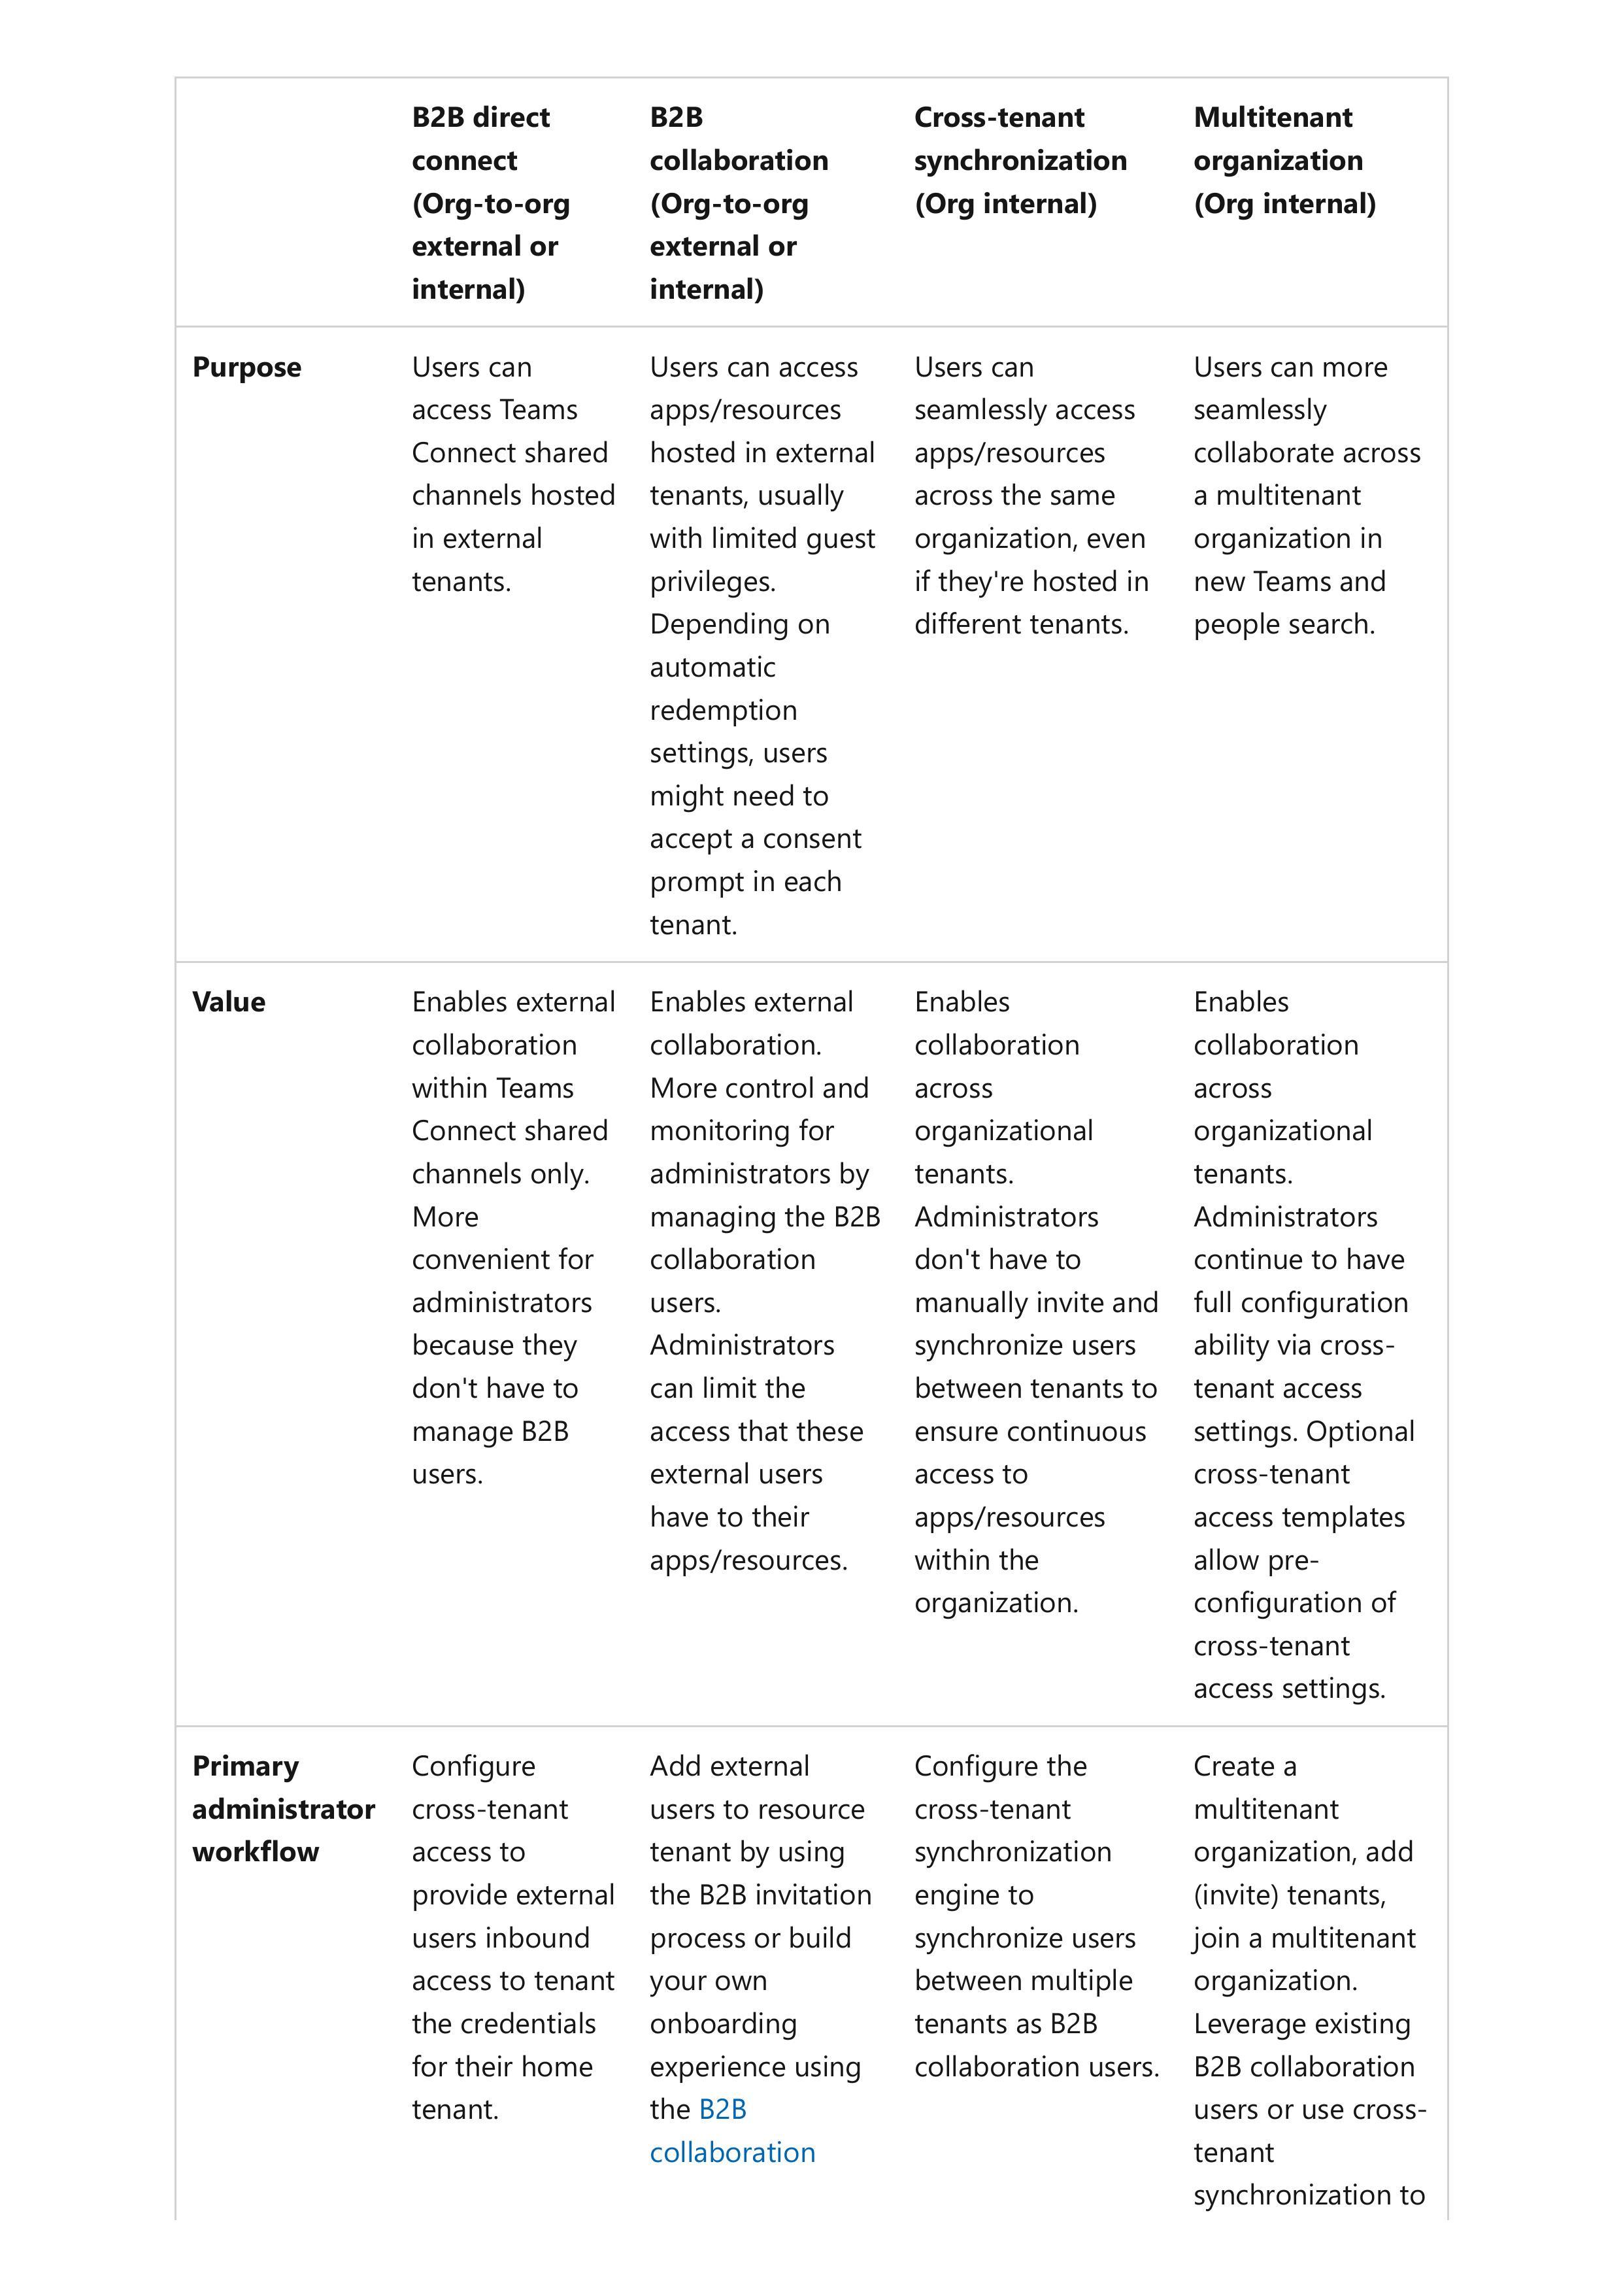 B2B direct
connect
(Org-to-org
external or
internal)
B2B
collaboration
(Org-to-org
external or
internal)
Cross-tenant
synchronization
(Org internal)
Multitenant
organization
(Org internal)
Purpose
Users can
access Teams
Connect shared
channels hosted
in external
tenants.
Users can access
apps/resources
hosted in external
tenants, usually
with limited guest
privileges.
Depending on
automatic
redemption
settings, users
might need to
accept a consent
prompt in each
tenant.
Users can
seamlessly access
apps/resources
across the same
organization, even
if they're hosted in
different tenants.
Users can more
seamlessly
collaborate across
a multitenant
organization in
new Teams and
people search.
Value
Enables external
collaboration
within Teams
Connect shared
channels only.
More
convenient for
administrators
because they
don't have to
manage B2B
users.
Enables external
collaboration.
More control and
monitoring for
administrators by
managing the B2B
collaboration
users.
Administrators
can limit the
access that these
external users
have to their
apps/resources.
Enables
collaboration
across
organizational
tenants.
Administrators
don't have to
manually invite and
synchronize users
between tenants to
ensure continuous
access to
apps/resources
within the
organization.
Enables
collaboration
across
organizational
tenants.
Administrators
continue to have
full configuration
ability via cross-
tenant access
settings. Optional
cross-tenant
access templates
allow pre-
configuration of
cross-tenant
access settings.
Primary
administrator
workflow
Configure
cross-tenant
access to
provide external
users inbound
access to tenant
the credentials
for their home
tenant.
Add external
users to resource
tenant by using
the B2B invitation
process or build
your own
onboarding
experience using
the B2B
collaboration
Configure the
cross-tenant
synchronization
engine to
synchronize users
between multiple
tenants as B2B
collaboration users.
Create a
multitenant
organization, add
(invite) tenants,
join a multitenant
organization.
Leverage existing
B2B collaboration
users or use cross-
tenant
synchronization to